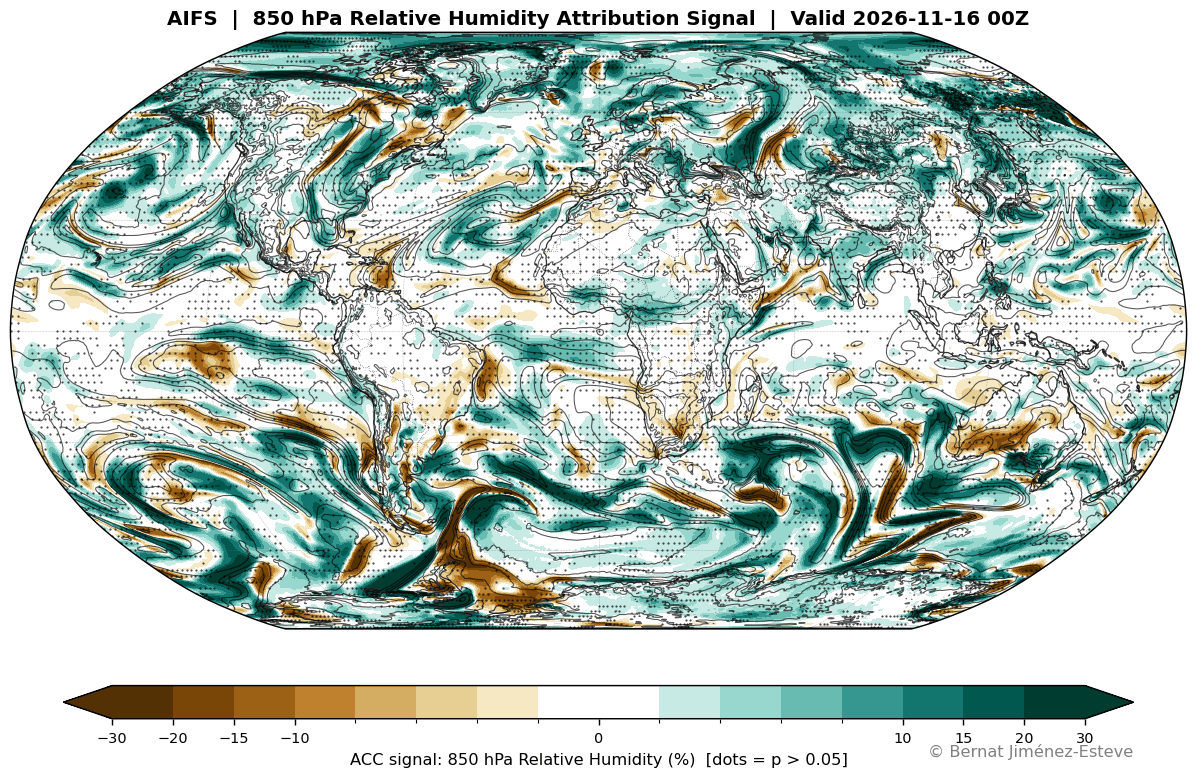 AIFS | 850 hPa Relative Humidity Attribution Signal | Valid 2026-11-16 00Z
−30 −20 −15 −10 0 10 15 20 30
© Bernat Jiménez-Esteve
ACC signal: 850 hPa Relative Humidity (%) [dots = p > 0.05]